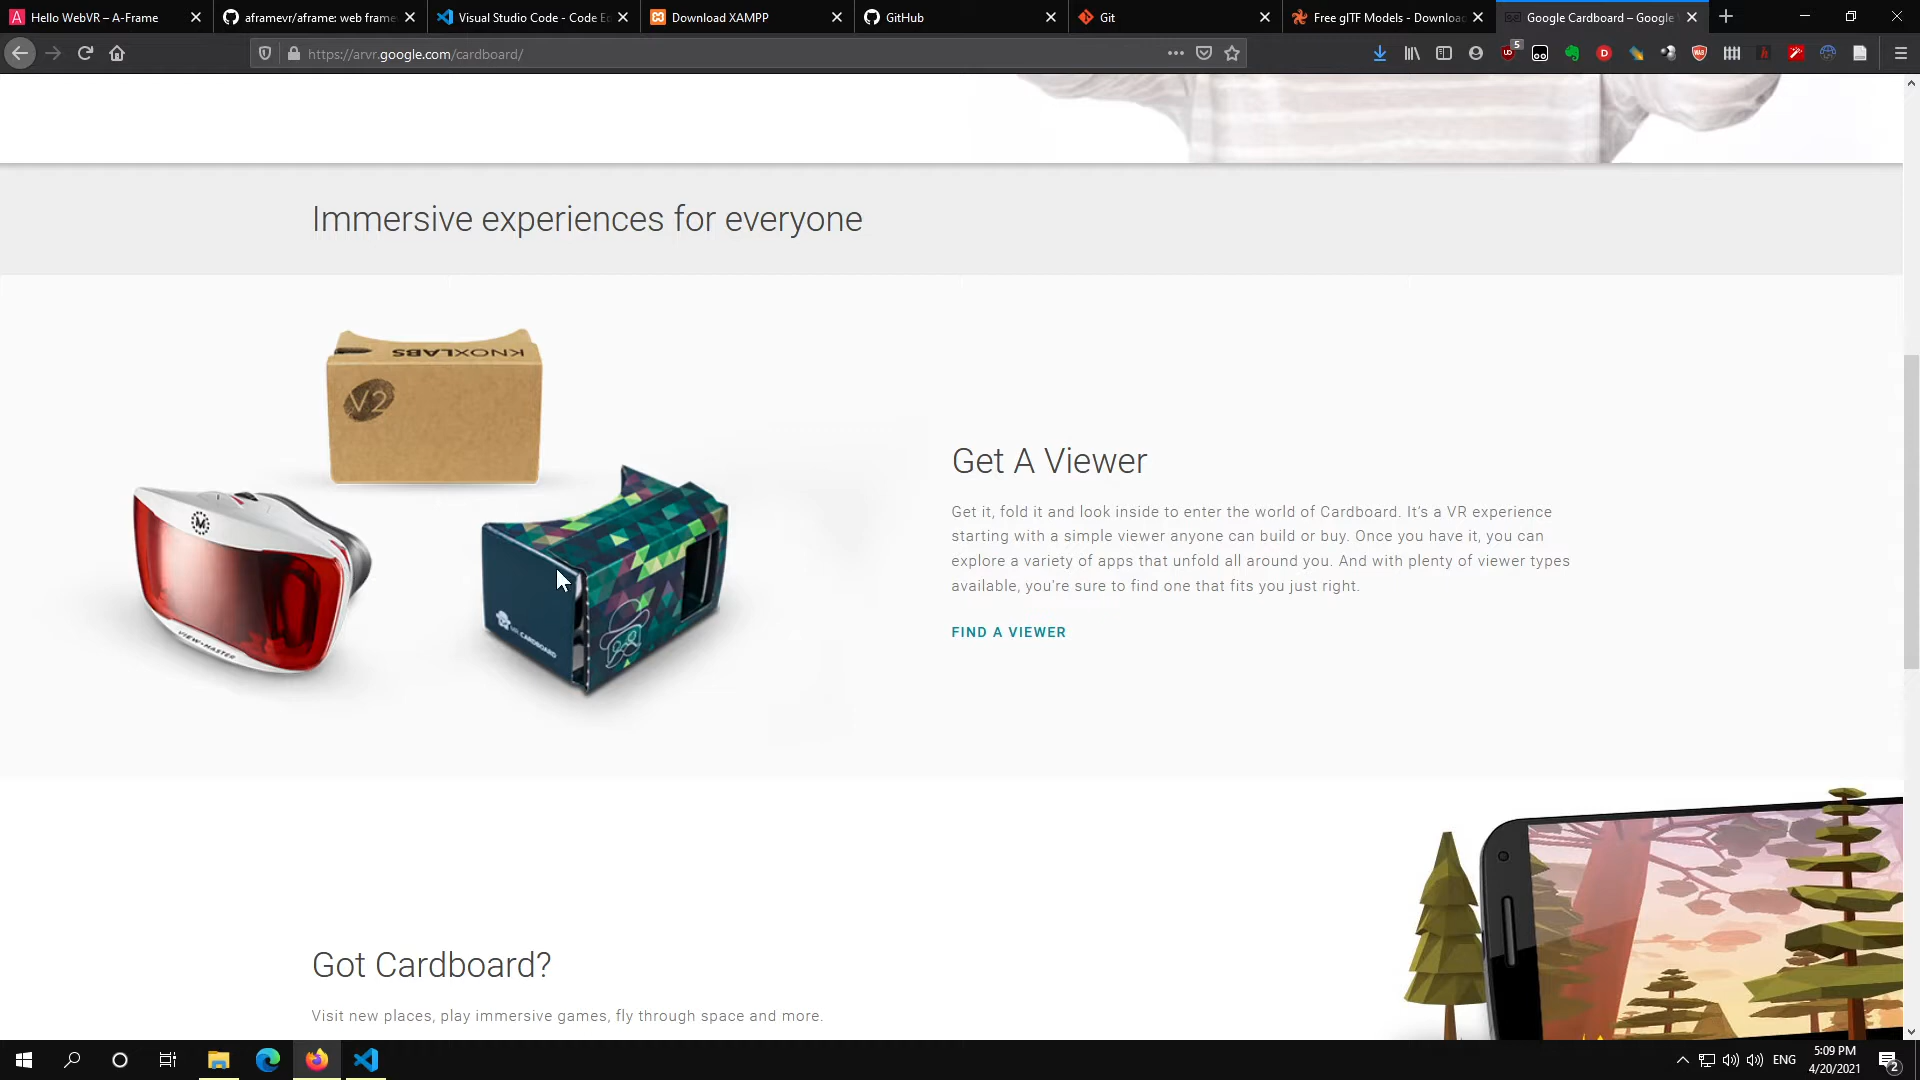 Hello WebVR – A-Frame
aframevr/aframe: web frame
Visual Studio Code - Code Ed
Download XAMPP
GitHub
Git
Free glTF Models - Download
Google Cardboard – Google V
https://arvr.google.com/cardboard/
5
Immersive experiences for everyone
KNOXLABS
V2
VIEW-MASTER
CARDBOARD
Get A Viewer
Get it, fold it and look inside to enter the world of Cardboard. It's a VR experience
starting with a simple viewer anyone can build or buy. Once you have it, you can
explore a variety of apps that unfold all around you. And with plenty of viewer types
available, you're sure to find one that fits you just right.
FIND A VIEWER
Got Cardboard?
Visit new places, play immersive games, fly through space and more.
ENG
5:09 PM
4/20/2021
2